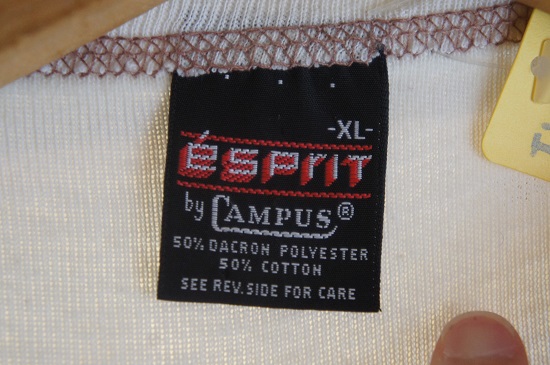 -XL-
ésprit
by CAMPUS®
50% DACRON POLYESTER
50% COTTON
SEE REV. SIDE FOR CARE